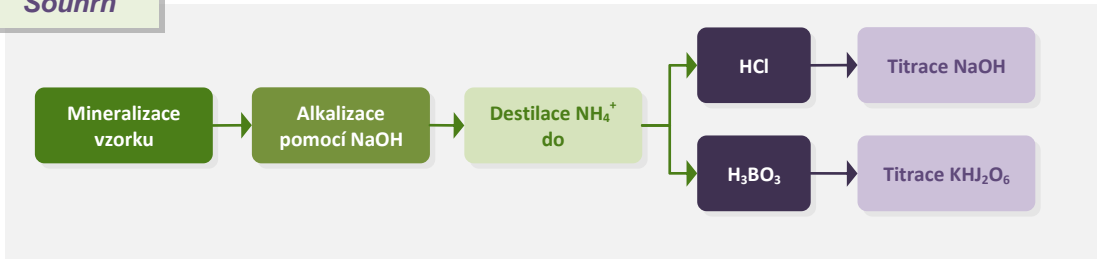 Souhrn
Mineralizace
vzorku
Alkalizace
pomocí NaOH
Destilace NH₄⁺
do
HCl
Titrace NaOH
H₃BO₃
Titrace KHJ₂O₆